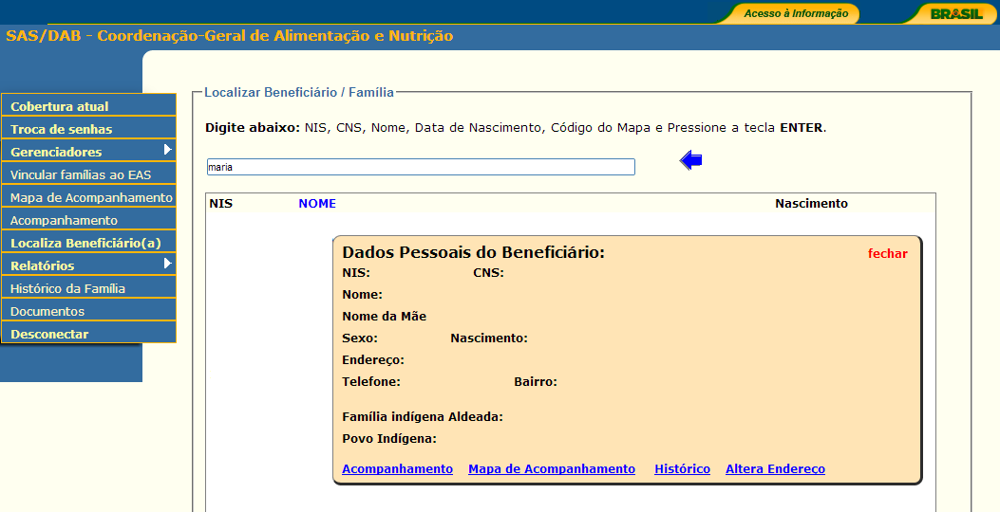 Acesso à Informação
BRASIL
SAS/DAB - Coordenação-Geral de Alimentação e Nutrição
Cobertura atual
Troca de senhas
Gerenciadores
Vincular famílias ao EAS
Mapa de Acompanhamento
Acompanhamento
Localiza Beneficiário(a)
Relatórios
Histórico da Família
Documentos
Desconectar
Localizar Beneficiário / Família
Digite abaixo: NIS, CNS, Nome, Data de Nascimento, Código do Mapa e Pressione a tecla ENTER.
maria
NIS NOME Nascimento
Dados Pessoais do Beneficiário: fechar
NIS: CNS:
Nome:
Nome da Mãe
Sexo: Nascimento:
Endereço:
Telefone: Bairro:
Família indígena Aldeada:
Povo Indígena:
Acompanhamento Mapa de Acompanhamento Histórico Altera Endereco